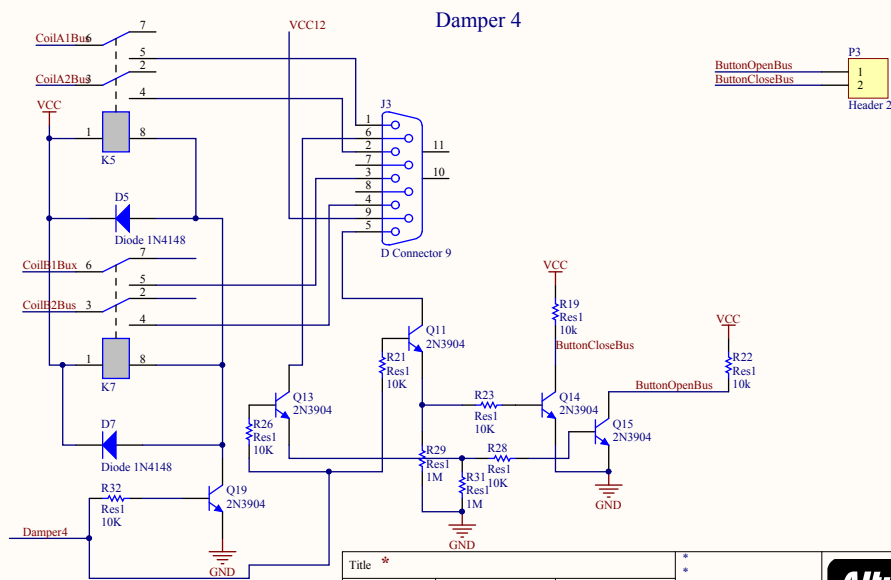 Damper 4
CoilA1Bus
6
7
5
CoilA2Bus
3
2
4
VCC
1
8
K5
D5
Diode 1N4148
CoilB1Bux
6
7
5
CoilB2Bus
3
2
4
1
8
K7
D7
Diode 1N4148
R32
Res1
10K
Q19
2N3904
Damper4
GND
VCC12
J3
1
6
2
7
3
8
4
9
5
11
10
D Connector 9
ButtonOpenBus
ButtonCloseBus
P3
1
2
Header 2
Q11
2N3904
R21
Res1
10K
Q13
2N3904
R26
Res1
10K
R23
Res1
10K
R29
Res1
1M
R31
Res1
1M
R28
Res1
10K
GND
VCC
R19
Res1
10k
ButtonCloseBus
Q14
2N3904
Q15
2N3904
ButtonOpenBus
VCC
R22
Res1
10k
GND
Title *
*
*